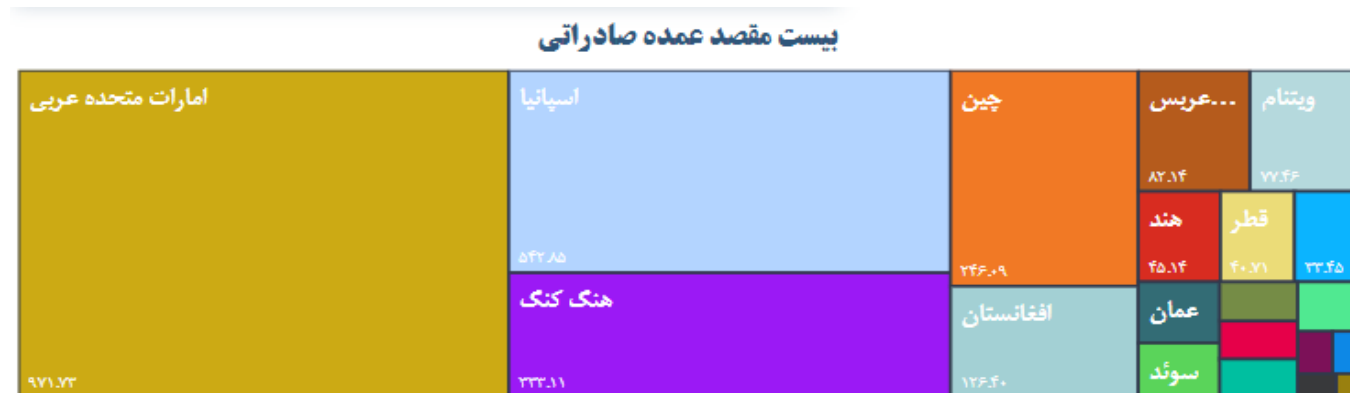 بیست مقصد عمده صادراتی
امارات متحده عربی
۹۷۱.۷۳
اسپانیا
۵۴۲.۸۵
هنگ کنگ
۳۳۳.۱۱
چین
۲۴۶.۰۹
افغانستان
۱۲۶.۴۰
عربس...
۸۲.۱۴
ویتنام
۷۷.۴۶
هند
۴۵.۱۴
قطر
۴۰.۷۱
۳۳.۴۵
عمان
سوئد